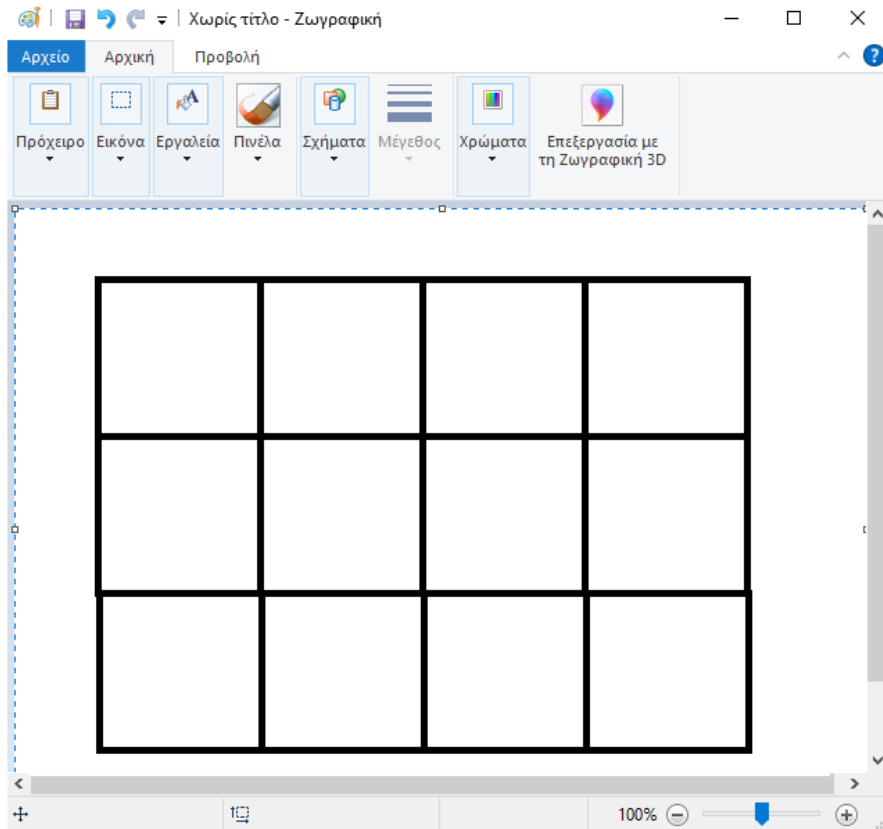 Χωρίς τίτλο - Ζωγραφική
Αρχείο Αρχική Προβολή
?
Πρόχειρο Εικόνα Εργαλεία Πινέλα Σχήματα Μέγεθος Χρώματα Επεξεργασία με
τη Ζωγραφική 3D
100%